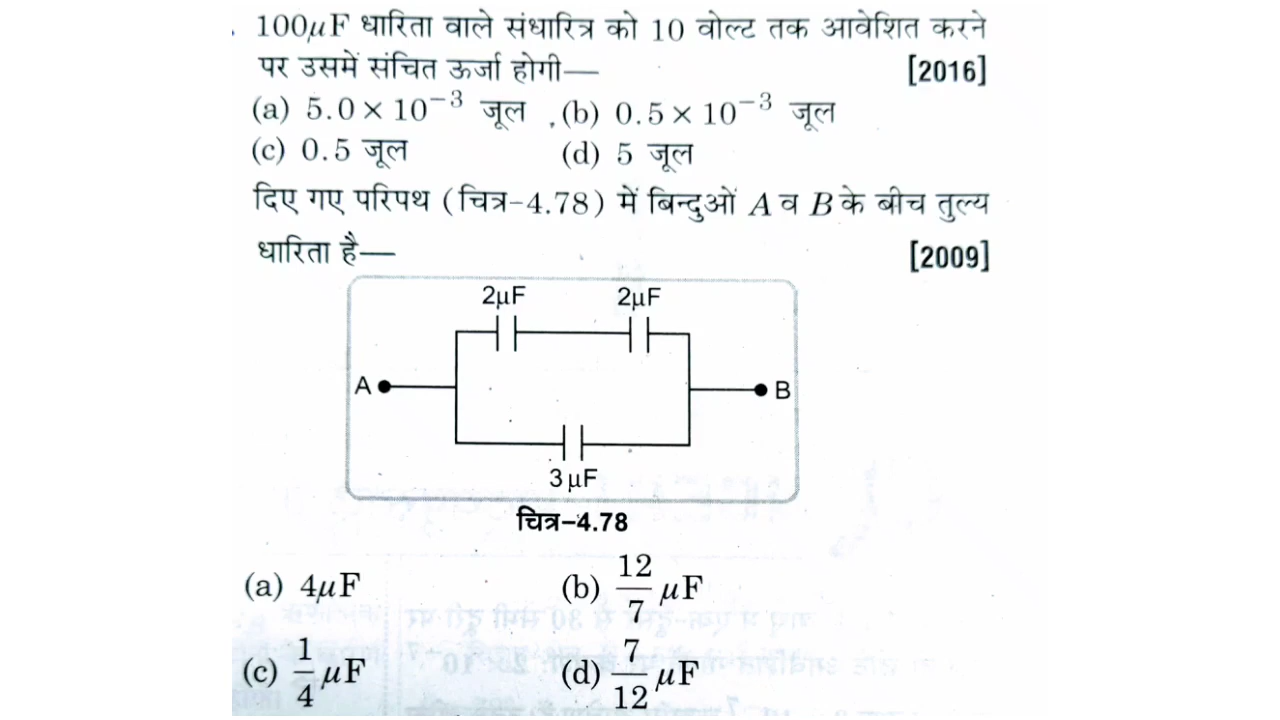 100μF धारिता वाले संधारित्र को 10 वोल्ट तक आवेशित करने
पर उसमें संचित ऊर्जा होगी— [2016]
(a) 5.0 × 10⁻³ जूल (b) 0.5 × 10⁻³ जूल
(c) 0.5 जूल (d) 5 जूल
दिए गए परिपथ (चित्र-4.78) में बिन्दुओं A व B के बीच तुल्य
धारिता है— [2009]
2μF 2μF
A B
3μF
चित्र-4.78
(a) 4μF (b) 12/7 μF
(c) 1/4 μF (d) 7/12 μF